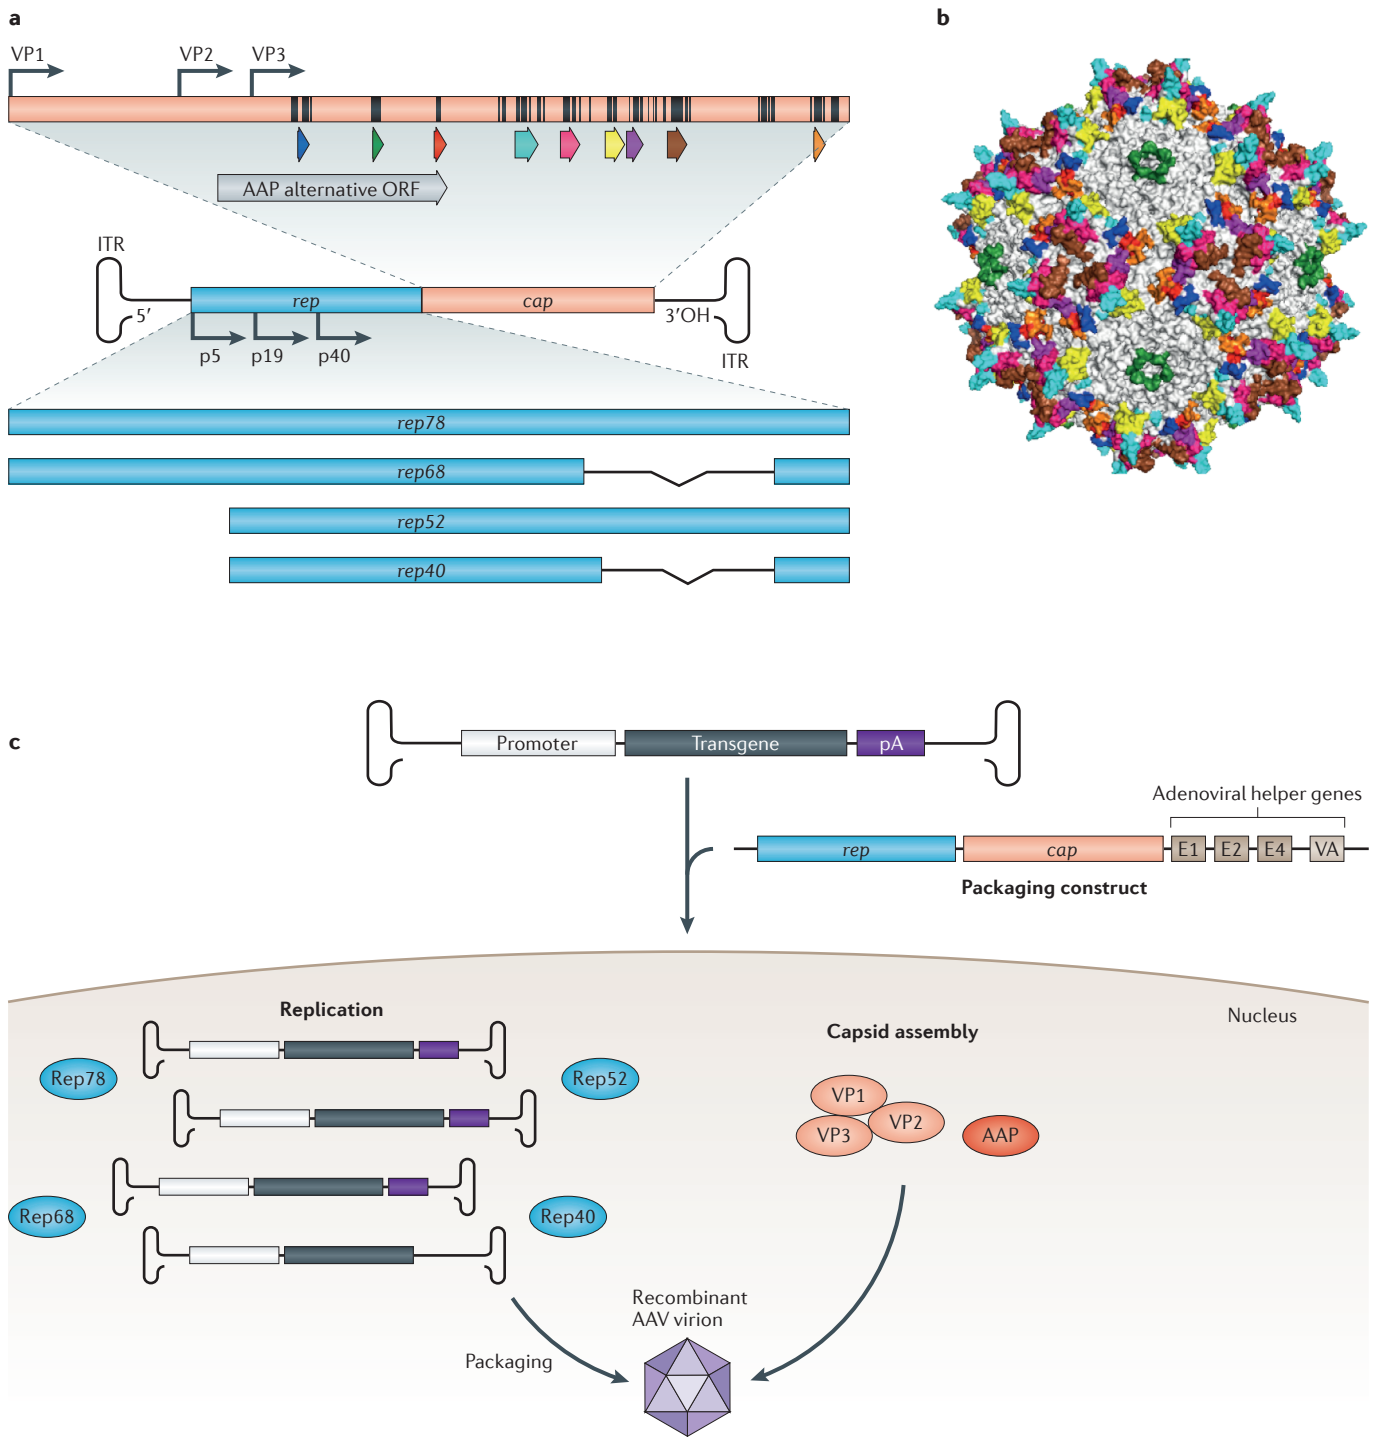 a
b
VP1
VP2
VP3
AAP alternative ORF
ITR
5′
rep
cap
3′OH
ITR
p5
p19
p40
rep78
rep68
rep52
rep40
c
Promoter
Transgene
pA
Adenoviral helper genes
rep
cap
E1
E2
E4
VA
Packaging construct
Nucleus
Replication
Capsid assembly
Rep78
Rep52
VP1
VP2
VP3
AAP
Rep68
Rep40
Recombinant
AAV virion
Packaging